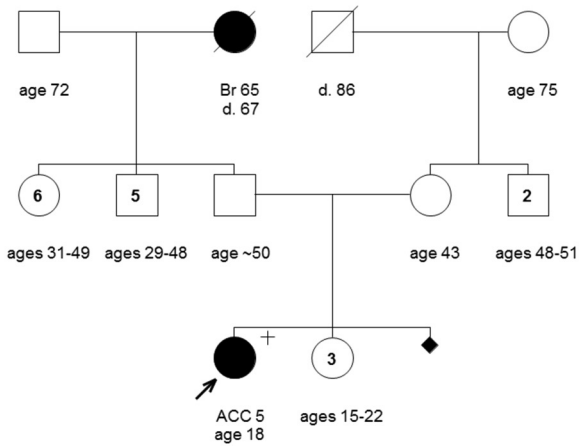 age 72
Br 65
d. 67
d. 86
age 75
6
5
2
ages 31-49
ages 29-48
age ~50
age 43
ages 48-51
+
3
ACC 5
age 18
ages 15-22